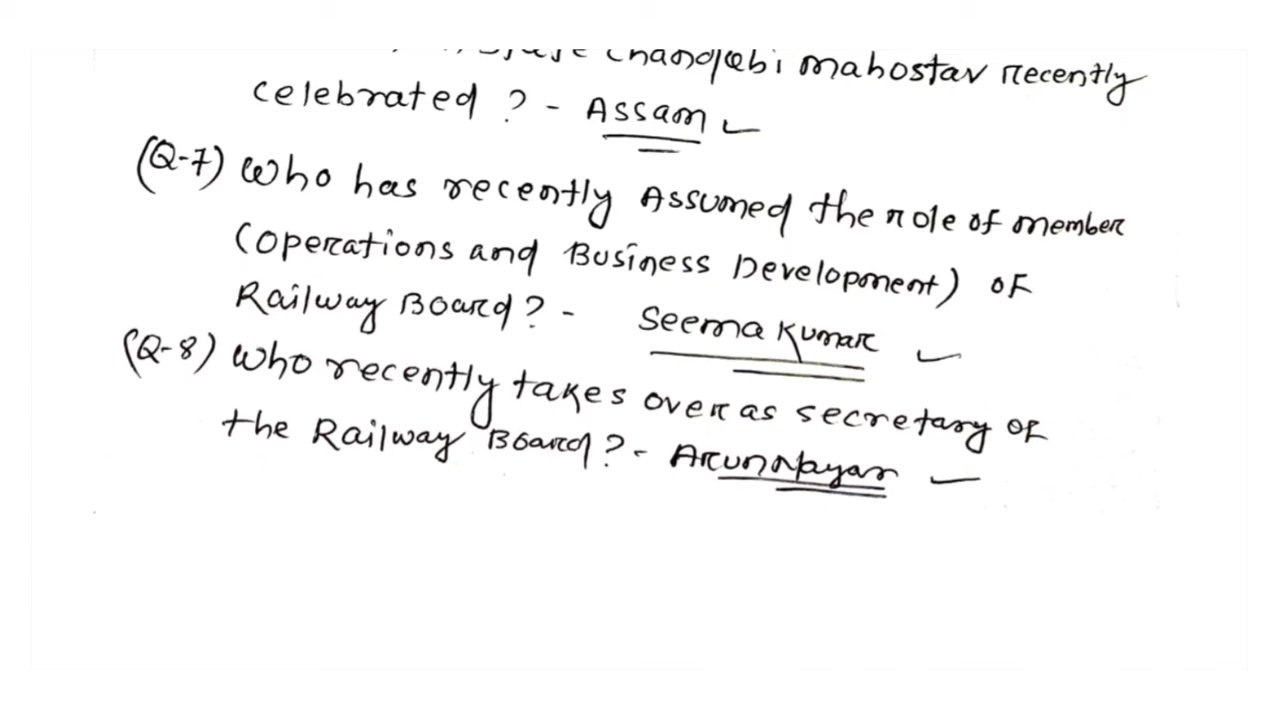 Chandubi mahostav recently
celebrated ? - Assam
(Q-7) Who has recently Assumed the role of member
(Operations and Business Development) of
Railway Board? - Seema Kumar
(Q-8) Who recently takes over as secretary of
the Railway Board? - Arun Nayar